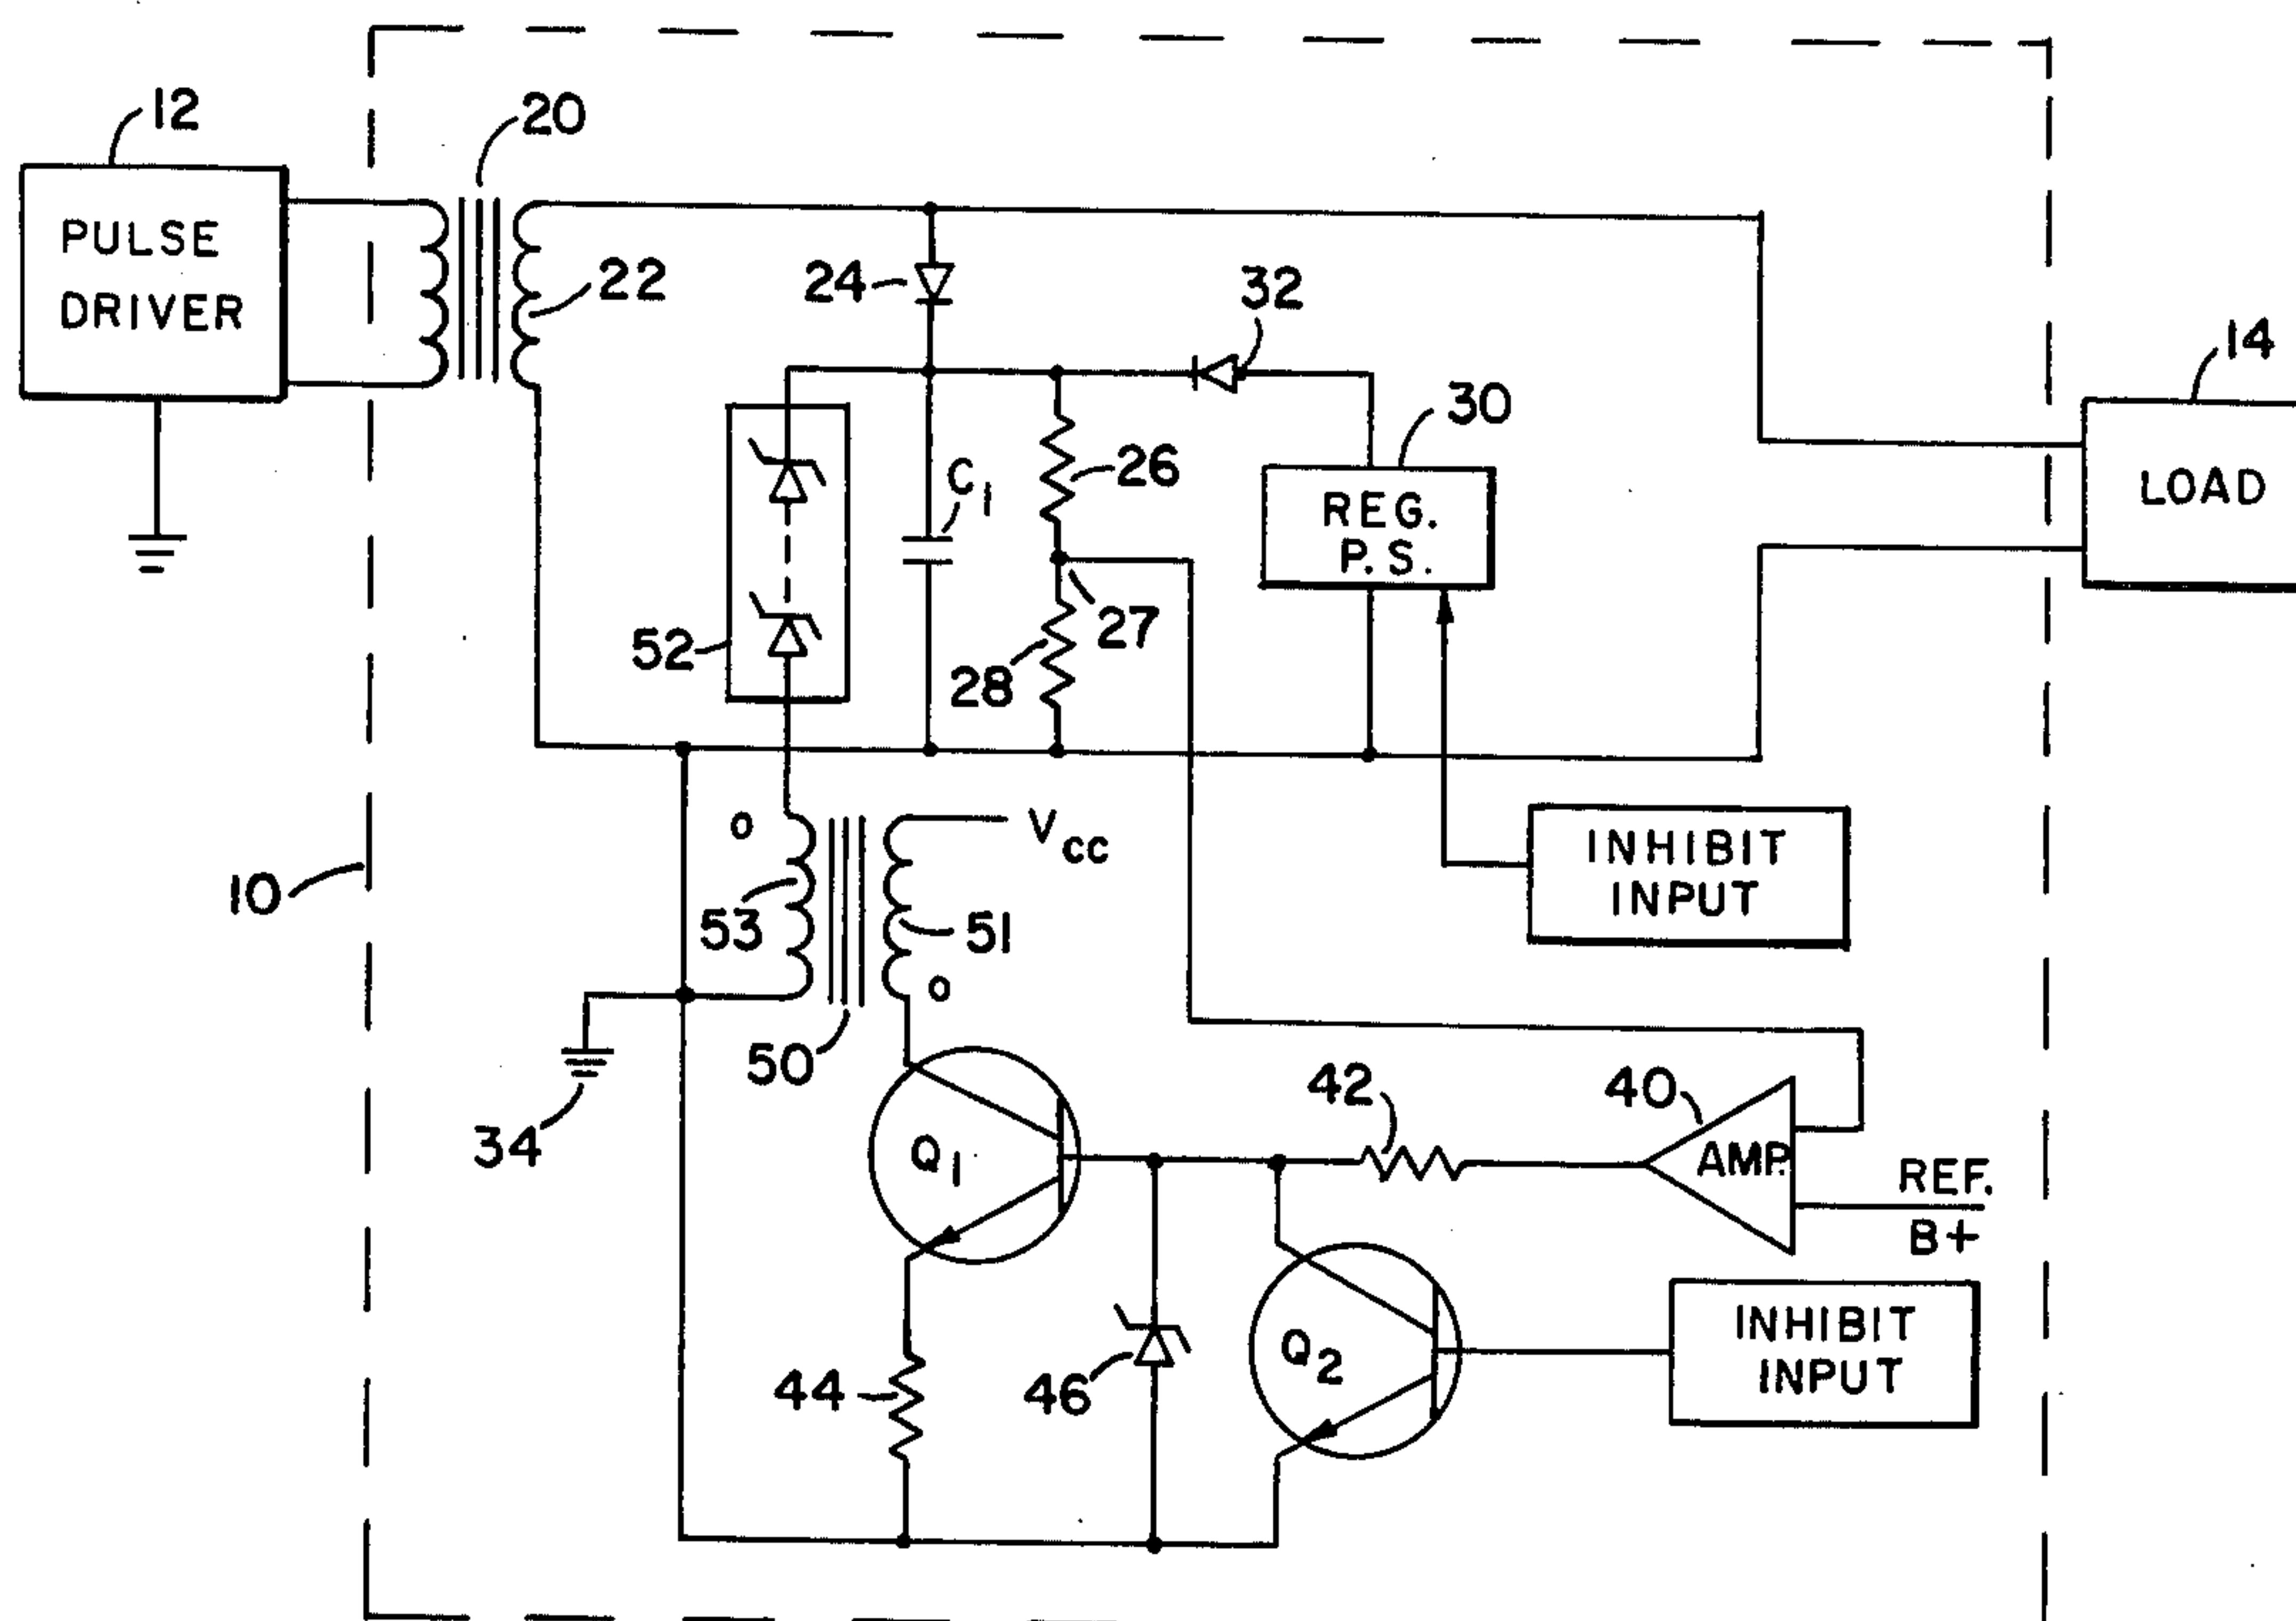 12
20
PULSE
DRIVER
22
24
32
14
30
26
C1
REG.
P.S.
LOAD
27
52
28
INHIBIT
INPUT
O
Vcc
10
53
51
O
50
34
42
40
AMP.
Q1
REF.
B+
INHIBIT
INPUT
44
46
Q2